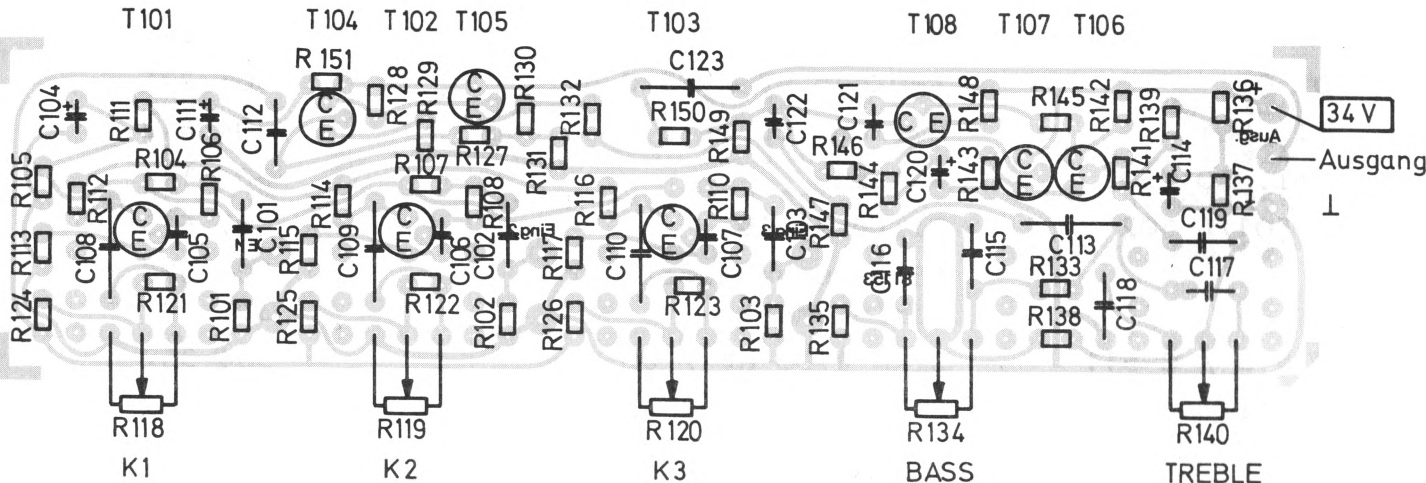 T101 T104 T102 T105 T103 T108 T107 T106
R151 C123
C104 + R111 C111 + C112 R128 R129 R130 R132 R150 R149 C122 C121 R148 R145 R142 R139 R136 + 34V
C E C E C E
Ausg.
R105 R104 R106 R107 R127 R131 R146 C120 + R143 R141 C114 + R137 Ausgang
R112 R114 R108 R116 R110 R144 C E C E
C E C101 C E C E C103 R147 ⊥
R113 C108 C105 R115 C109 C106 C102 Eing. R117 C110 C107 C116 C115 C113 C119
R124 R121 R101 R125 R122 R102 R126 R123 R103 R135 R133 C118 C117
R138
R118 R119 R120 R134 R140
K1 K2 K3 BASS TREBLE